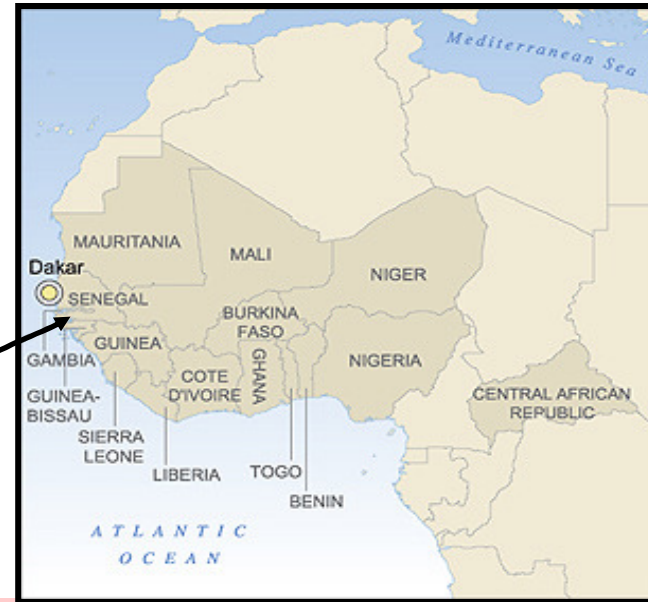 Mediterranean Sea
MAURITANIA
MALI
NIGER
Dakar
SENEGAL
BURKINA
FASO
GUINEA
GAMBIA
GHANA
NIGERIA
COTE
D'IVOIRE
GUINEA-
BISSAU
CENTRAL AFRICAN
REPUBLIC
SIERRA
LEONE
LIBERIA
TOGO
BENIN
ATLANTIC
OCEAN